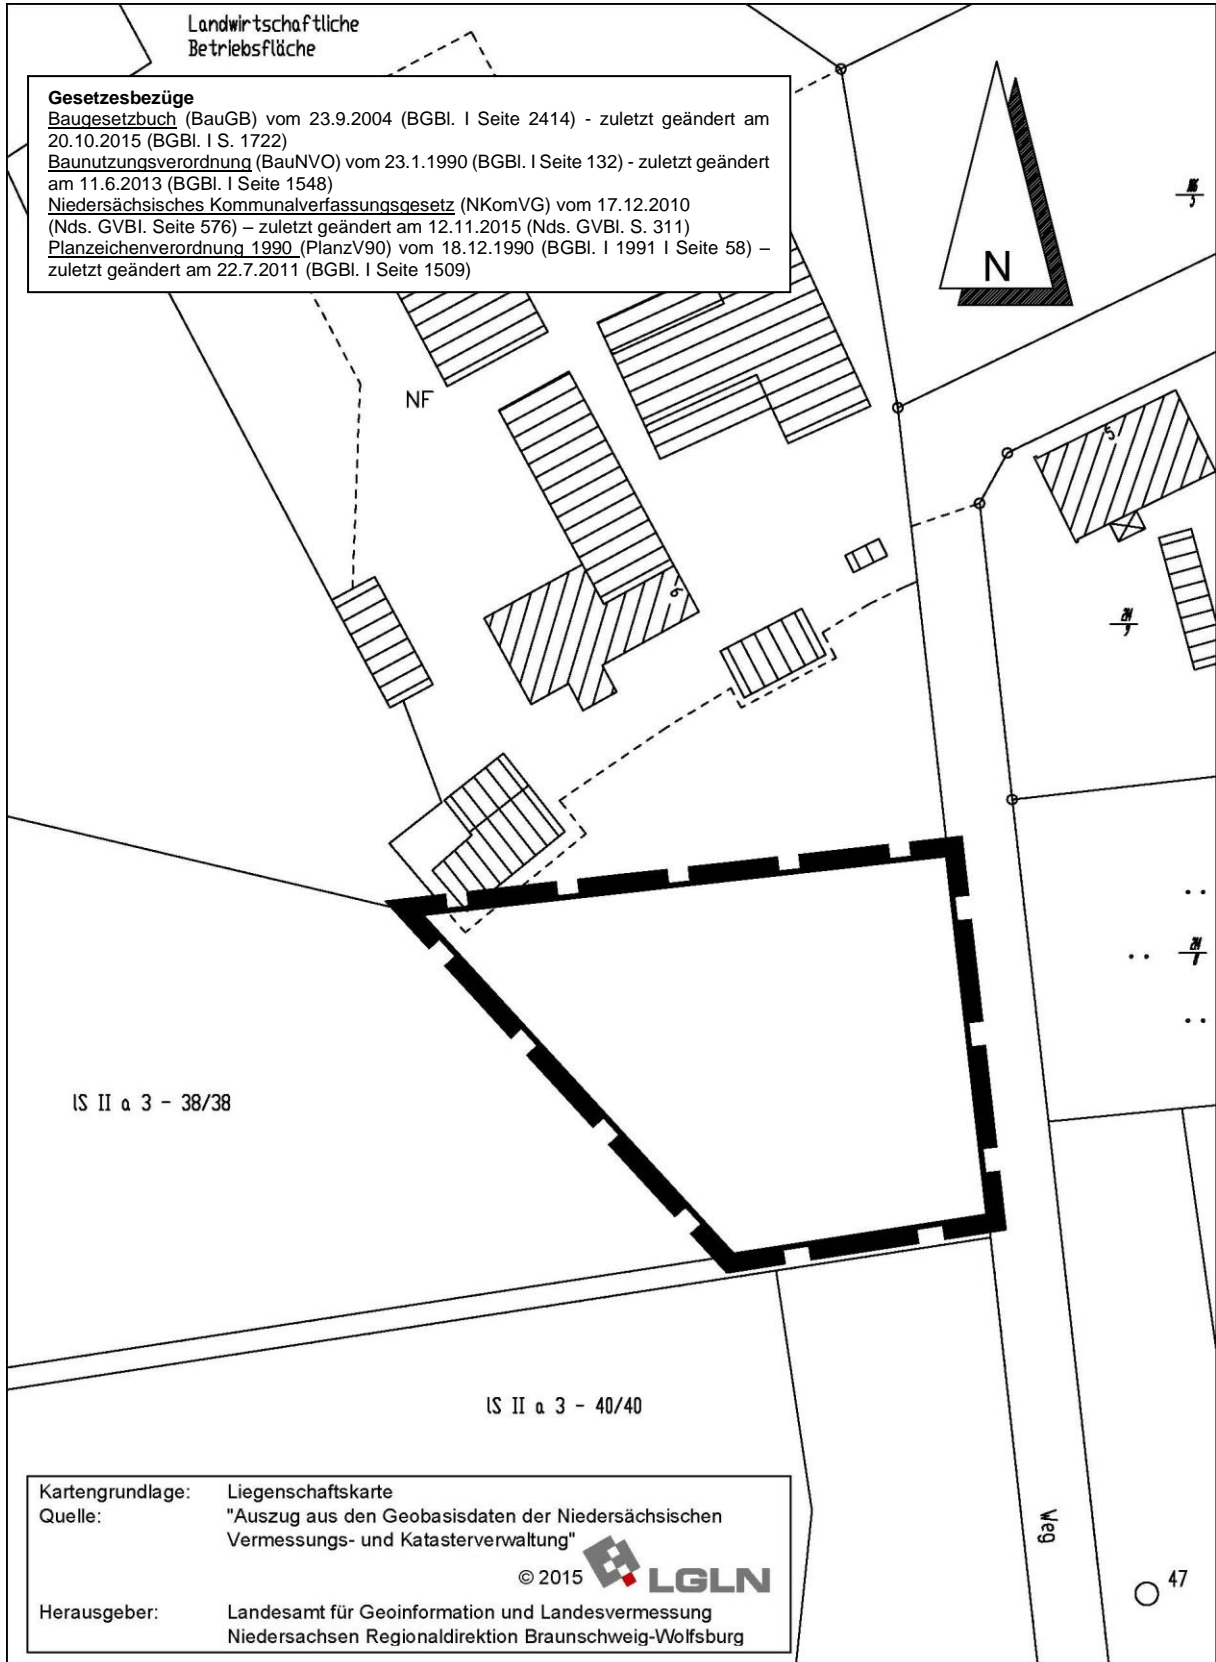 Landwirtschaftliche
Betriebsfläche
Gesetzesbezüge
Baugesetzbuch (BauGB) vom 23.9.2004 (BGBl. I Seite 2414) - zuletzt geändert am
20.10.2015 (BGBl. I S. 1722)
Baunutzungsverordnung (BauNVO) vom 23.1.1990 (BGBl. I Seite 132) - zuletzt geändert
am 11.6.2013 (BGBl. I Seite 1548)
Niedersächsisches Kommunalverfassungsgesetz (NKomVG) vom 17.12.2010
(Nds. GVBl. Seite 576) – zuletzt geändert am 12.11.2015 (Nds. GVBl. S. 311)
Planzeichenverordnung 1990 (PlanzV90) vom 18.12.1990 (BGBl. I 1991 I Seite 58) –
zuletzt geändert am 22.7.2011 (BGBl. I Seite 1509)
N
NF
5
6
lS II a 3 - 38/38
lS II a 3 - 40/40
Weg
47
Kartengrundlage: Liegenschaftskarte
Quelle: "Auszug aus den Geobasisdaten der Niedersächsischen
Vermessungs- und Katasterverwaltung"
© 2015 LGLN
Herausgeber: Landesamt für Geoinformation und Landesvermessung
Niedersachsen Regionaldirektion Braunschweig-Wolfsburg